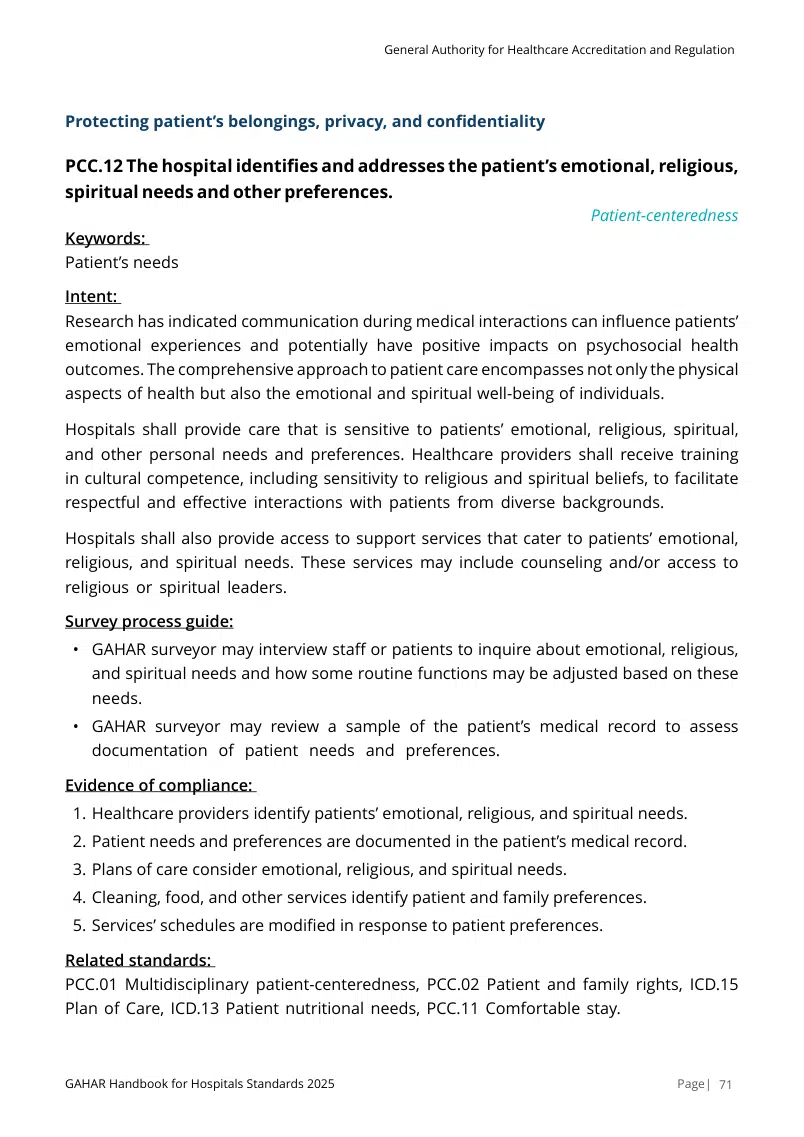 General Authority for Healthcare Accreditation and Regulation
Protecting patient’s belongings, privacy, and confidentiality
PCC.12 The hospital identifies and addresses the patient’s emotional, religious,
spiritual needs and other preferences.
Patient-centeredness
Keywords:
Patient’s needs
Intent:
Research has indicated communication during medical interactions can influence patients’
emotional experiences and potentially have positive impacts on psychosocial health
outcomes. The comprehensive approach to patient care encompasses not only the physical
aspects of health but also the emotional and spiritual well-being of individuals.
Hospitals shall provide care that is sensitive to patients’ emotional, religious, spiritual,
and other personal needs and preferences. Healthcare providers shall receive training
in cultural competence, including sensitivity to religious and spiritual beliefs, to facilitate
respectful and effective interactions with patients from diverse backgrounds.
Hospitals shall also provide access to support services that cater to patients’ emotional,
religious, and spiritual needs. These services may include counseling and/or access to
religious or spiritual leaders.
Survey process guide:
• GAHAR surveyor may interview staff or patients to inquire about emotional, religious,
and spiritual needs and how some routine functions may be adjusted based on these
needs.
• GAHAR surveyor may review a sample of the patient’s medical record to assess
documentation of patient needs and preferences.
Evidence of compliance:
1. Healthcare providers identify patients’ emotional, religious, and spiritual needs.
2. Patient needs and preferences are documented in the patient’s medical record.
3. Plans of care consider emotional, religious, and spiritual needs.
4. Cleaning, food, and other services identify patient and family preferences.
5. Services’ schedules are modified in response to patient preferences.
Related standards:
PCC.01 Multidisciplinary patient-centeredness, PCC.02 Patient and family rights, ICD.15
Plan of Care, ICD.13 Patient nutritional needs, PCC.11 Comfortable stay.
GAHAR Handbook for Hospitals Standards 2025
Page| 71